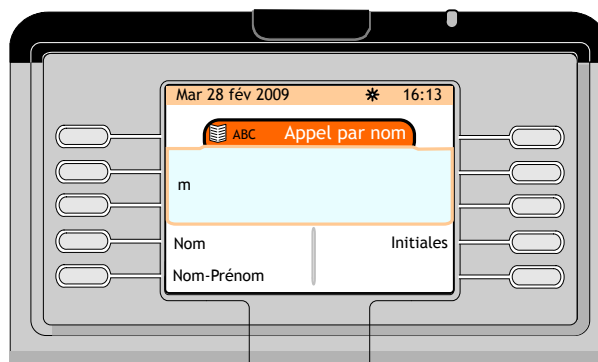 Mar 28 fév 2009 16:13
ABC Appel par nom
m
Nom Initiales
Nom-Prénom